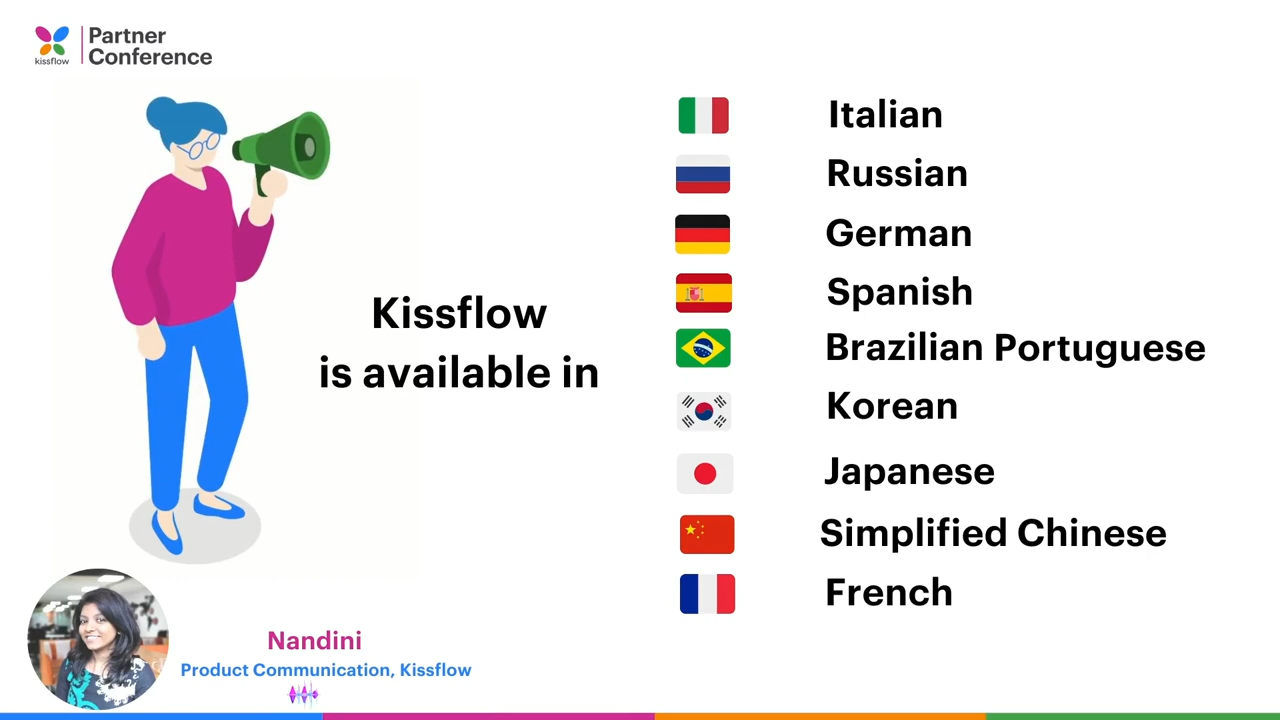 Partner
Conference
kissflow
Kissflow
is available in
Italian
Russian
German
Spanish
Brazilian Portuguese
Korean
Japanese
Simplified Chinese
French
Nandini
Product Communication, Kissflow